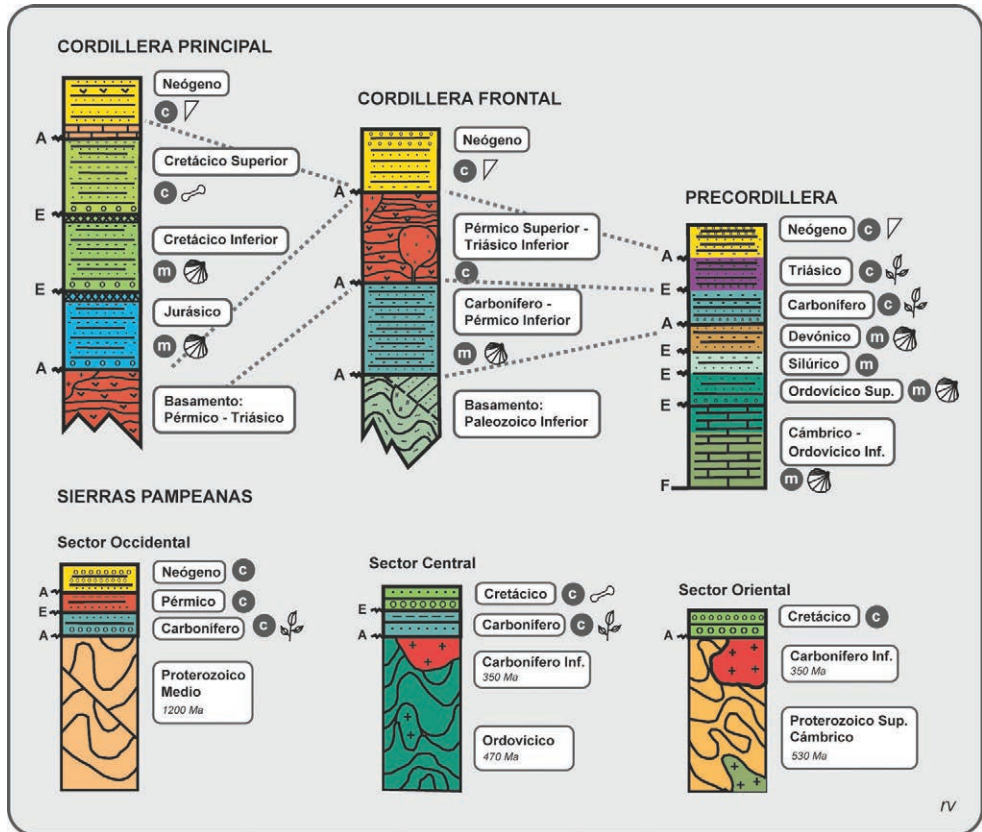 CORDILLERA PRINCIPAL
Neógeno
c
A
Cretácico Superior
c
E
Cretácico Inferior
m
E
Jurásico
m
A
Basamento:
Pérmico - Triásico
CORDILLERA FRONTAL
Neógeno
c
A
Pérmico Superior -
Triásico Inferior
c
A
Carbonífero -
Pérmico Inferior
m
A
Basamento:
Paleozoico Inferior
PRECORDILLERA
Neógeno c
A
Triásico c
E
Carbonífero c
A
Devónico m
E
Silúrico m
E
Ordovícico Sup. m
E
Cámbrico -
Ordovícico Inf.
m
F
SIERRAS PAMPEANAS
Sector Occidental
Neógeno c
A
Pérmico c
E
Carbonífero c
A
Proterozoico
Medio
1200 Ma
Sector Central
Cretácico c
E
Carbonífero c
A
Carbonífero Inf.
350 Ma
Ordovícico
470 Ma
Sector Oriental
Cretácico c
A
Carbonífero Inf.
350 Ma
Proterozoico Sup.
Cámbrico
530 Ma
rv